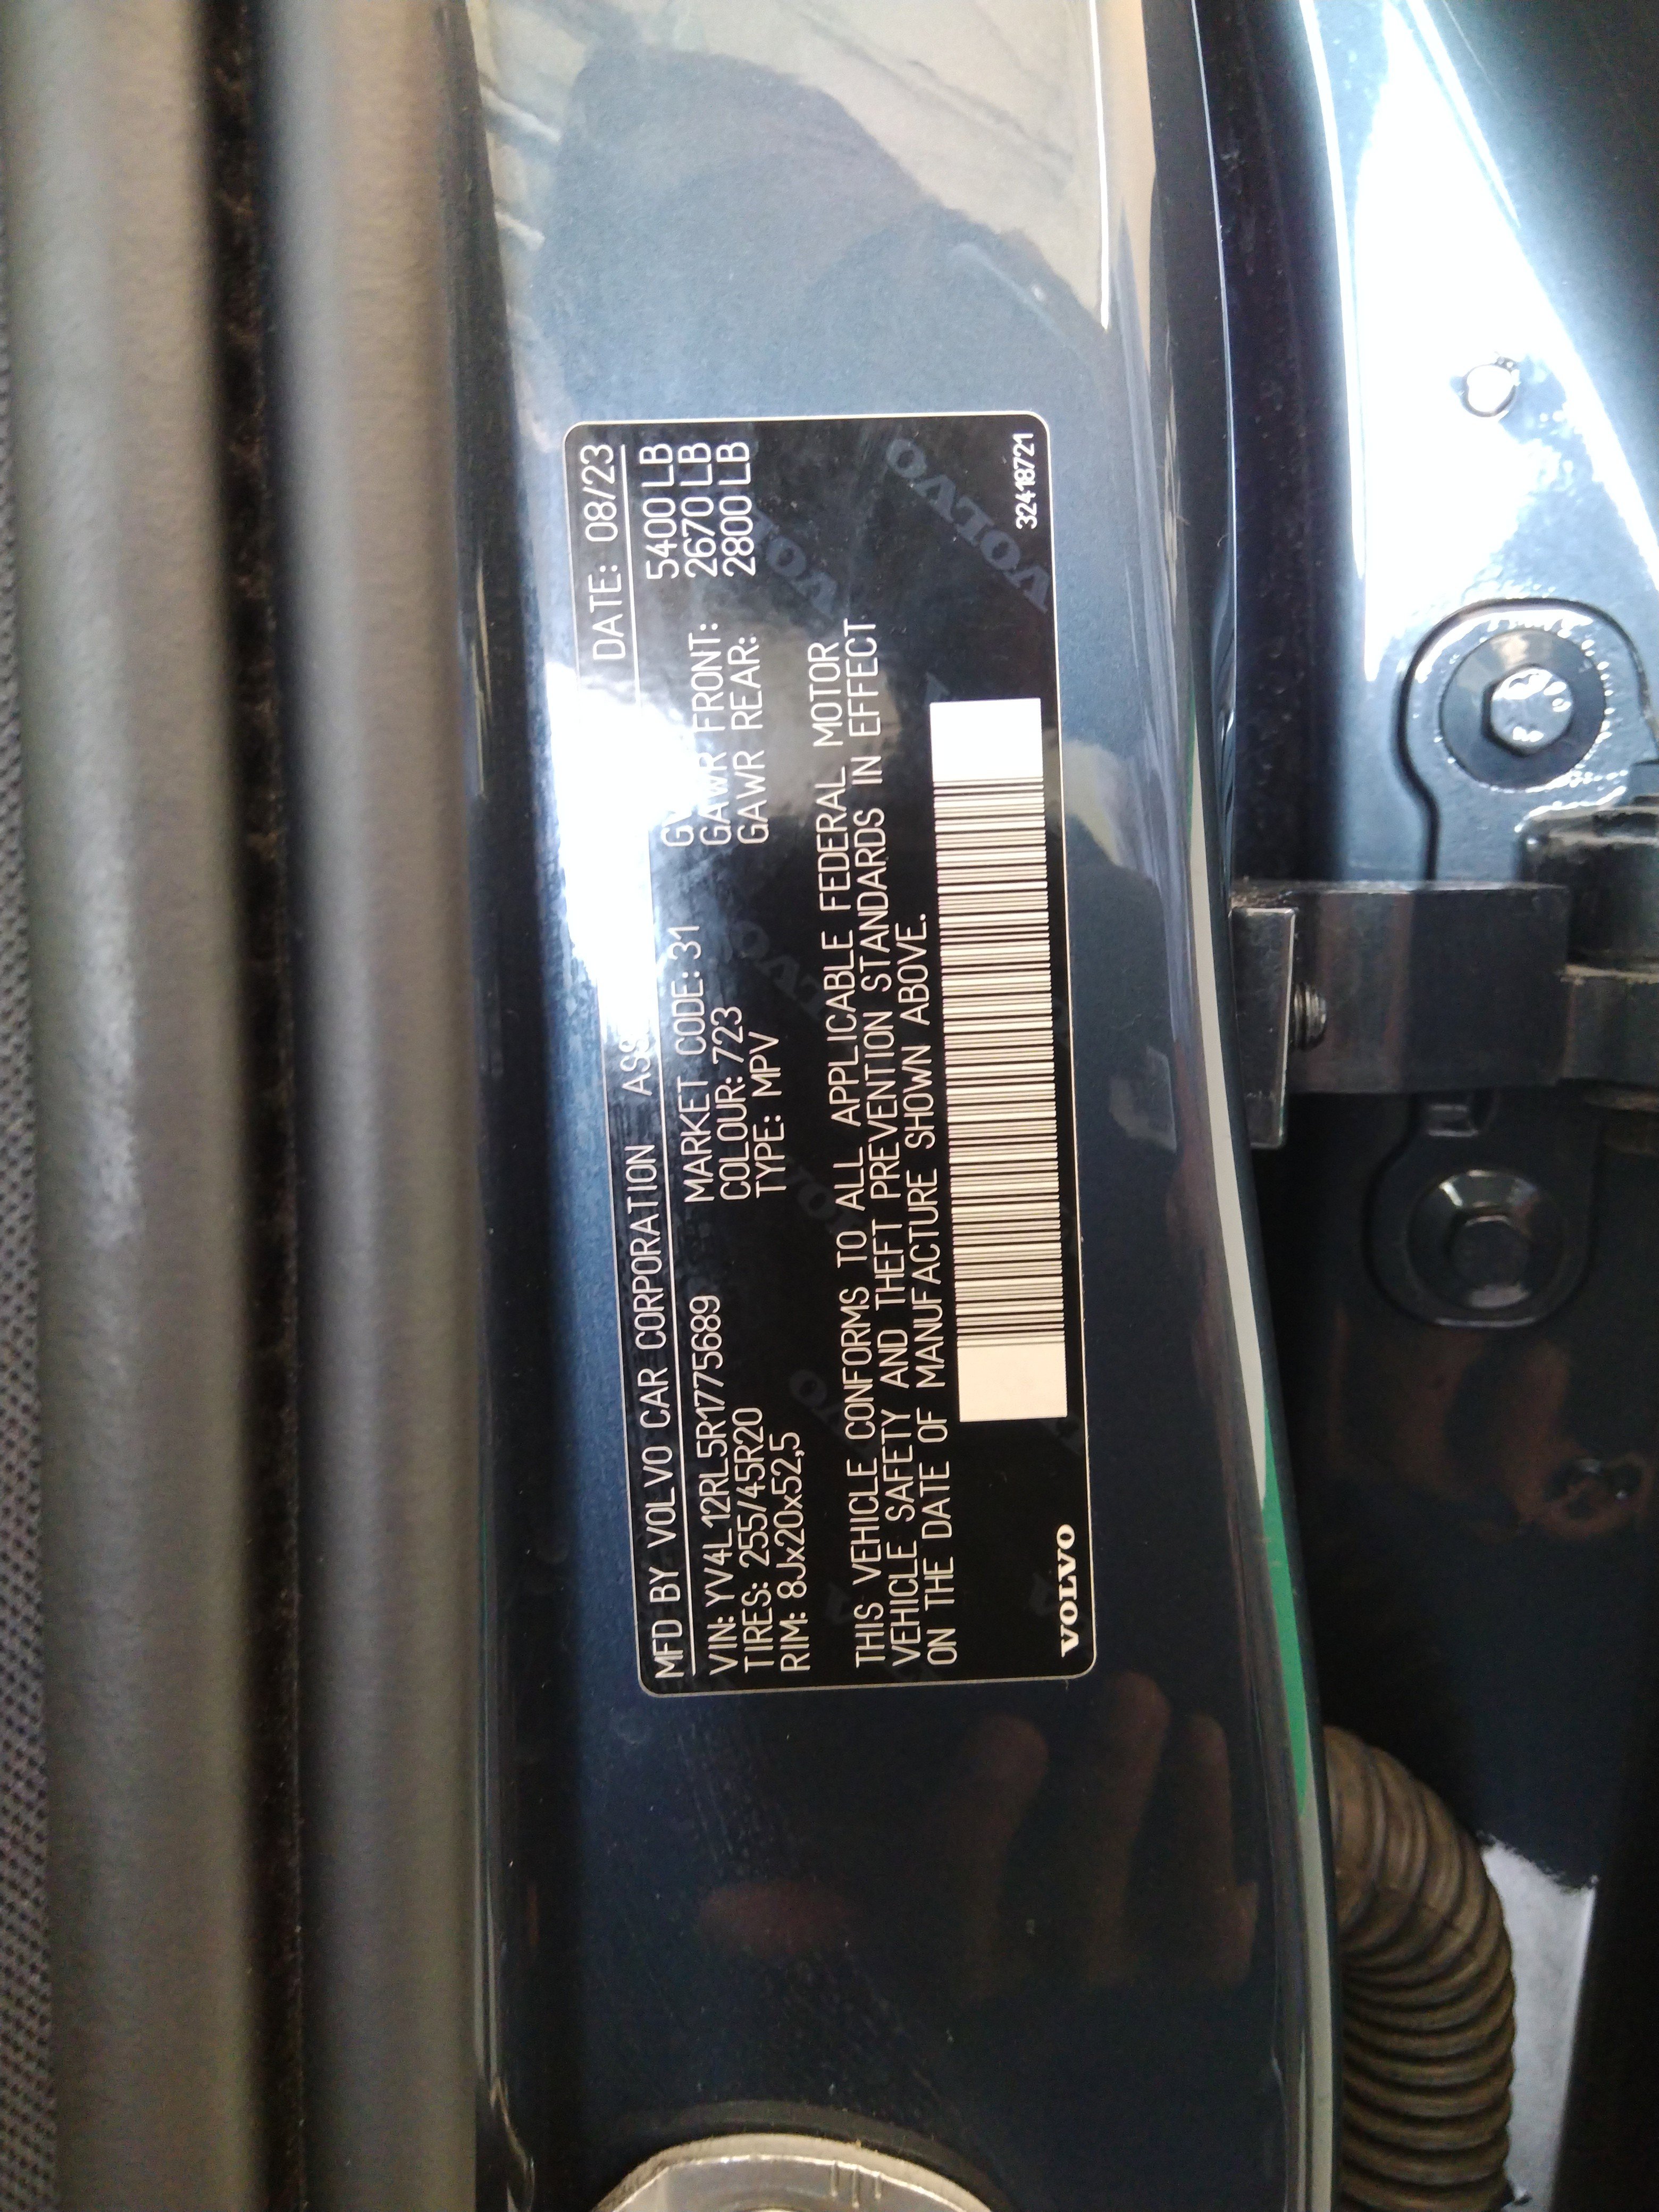 MFD BY VOLVO CAR CORPORATION DATE: 08/23
VIN: YV4L12RL5R1775689 MARKET CODE: 31 5400 LB
TIRES: 255/45R20 COLOUR: 723 GAWR FRONT: 2670 LB
RIM: 8Jx20x52,5 TYPE: MPV GAWR REAR: 2800 LB
THIS VEHICLE CONFORMS TO ALL APPLICABLE FEDERAL MOTOR
VEHICLE SAFETY AND THEFT PREVENTION STANDARDS IN EFFECT
ON THE DATE OF MANUFACTURE SHOWN ABOVE.
VOLVO 32418721